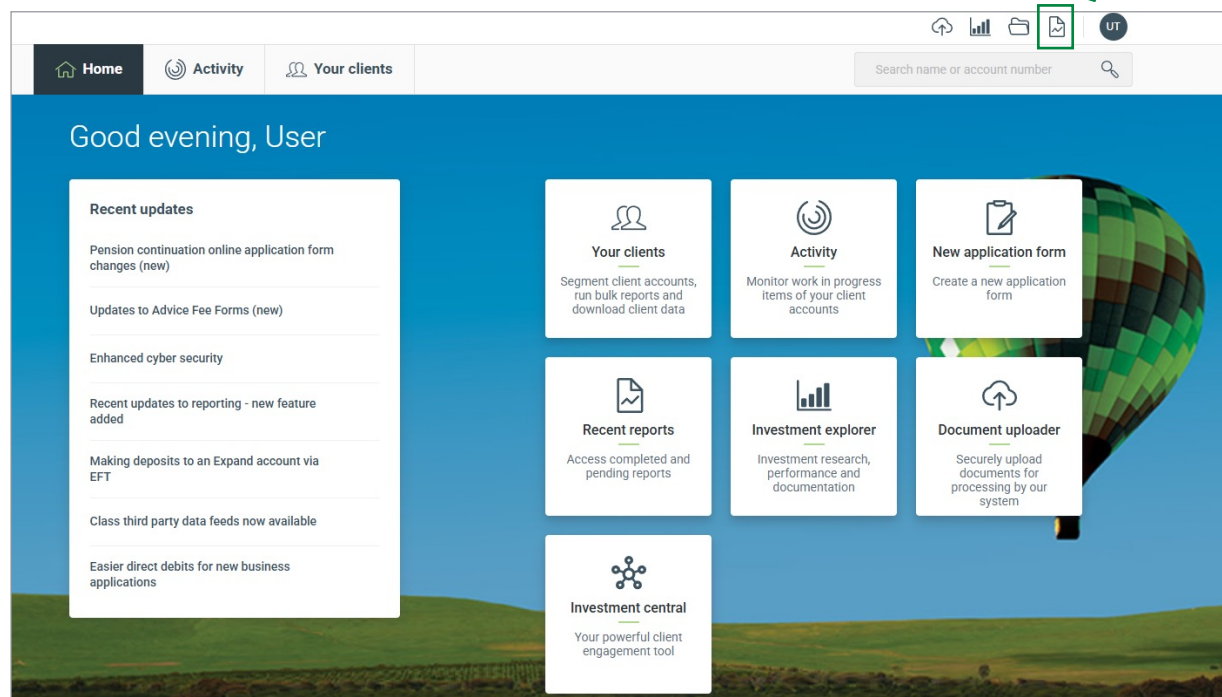 UT
Home
Activity
Your clients
Search name or account number
Good evening, User
Recent updates
Pension continuation online application form
changes (new)
Updates to Advice Fee Forms (new)
Enhanced cyber security
Recent updates to reporting - new feature
added
Making deposits to an Expand account via
EFT
Class third party data feeds now available
Easier direct debits for new business
applications
Your clients
Segment client accounts,
run bulk reports and
download client data
Activity
Monitor work in progress
items of your client
accounts
New application form
Create a new application
form
Recent reports
Access completed and
pending reports
Investment explorer
Investment research,
performance and
documentation
Document uploader
Securely upload
documents for
processing by our
system
Investment central
Your powerful client
engagement tool